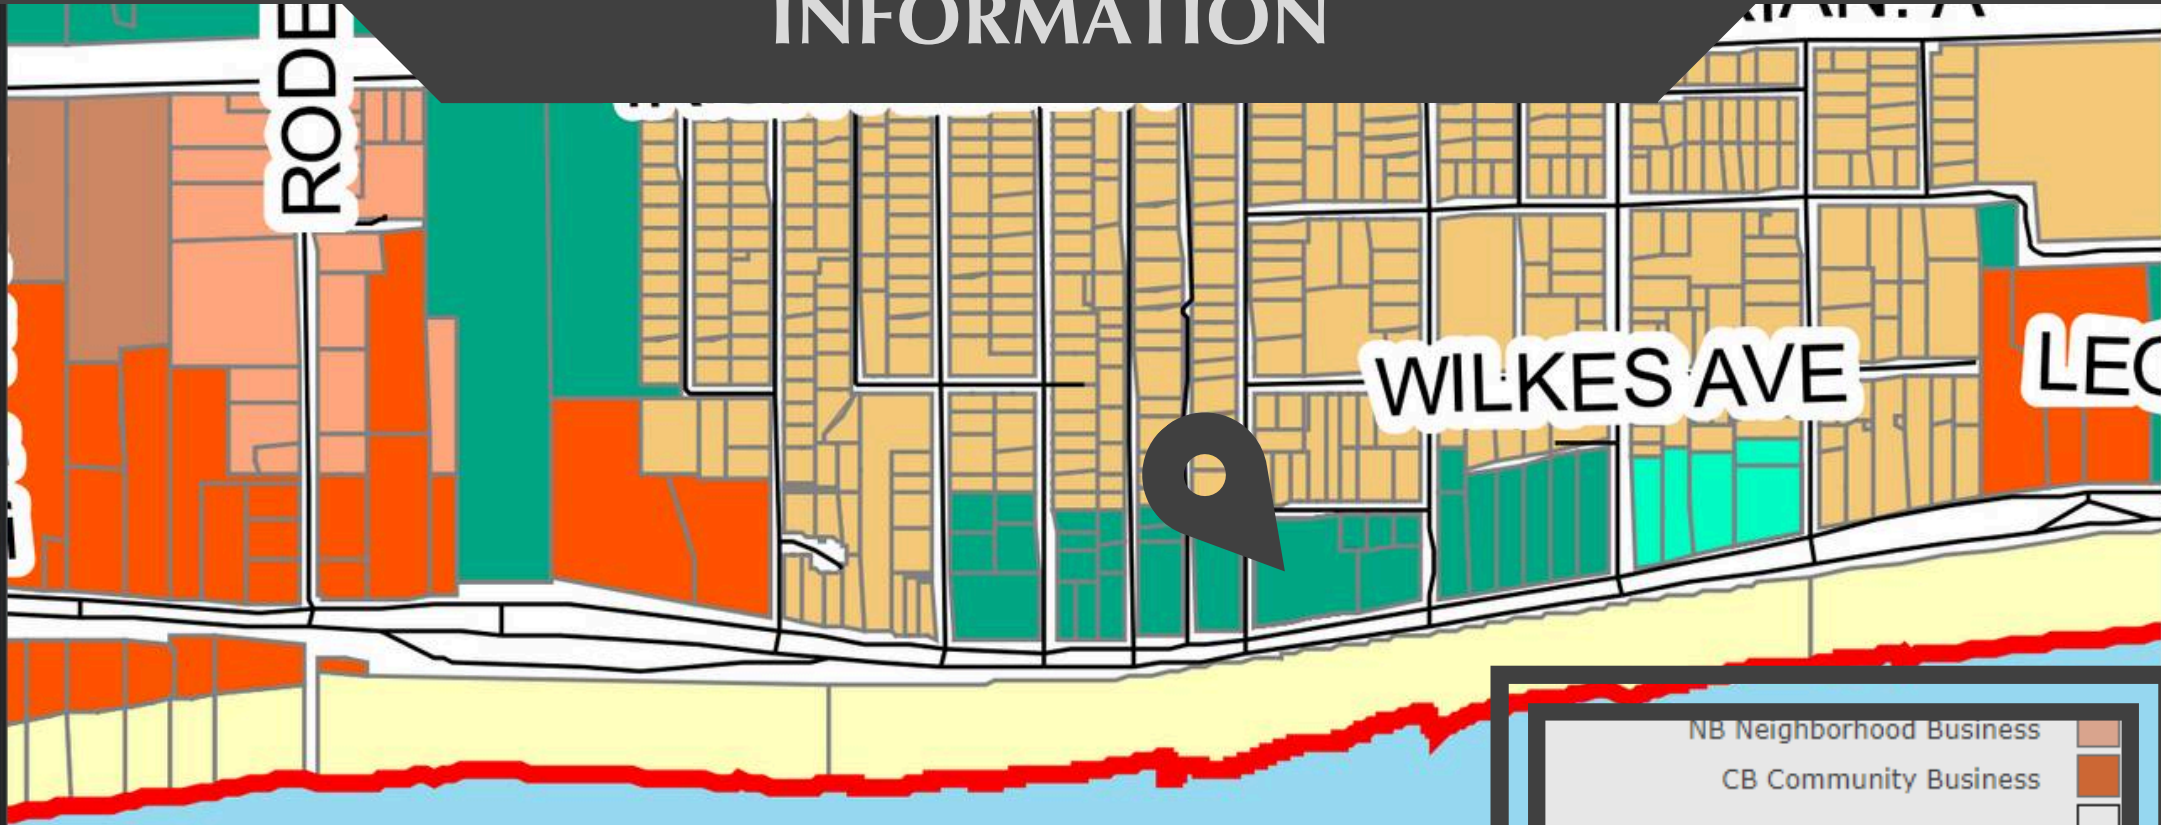 INFORMATION
RODE
WILKES AVE
LEC
NB Neighborhood Business
CB Community Business